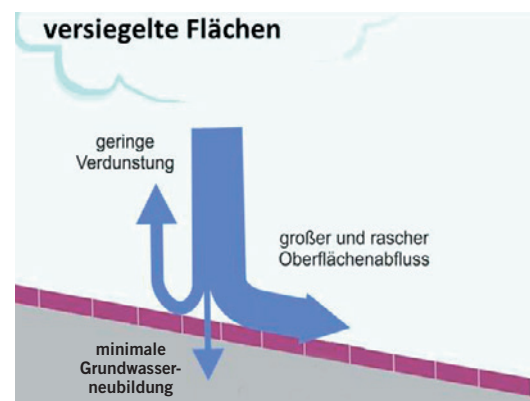 versiegelte Flächen
geringe
Verdunstung
großer und rascher
Oberflächenabfluss
minimale
Grundwasser-
neubildung